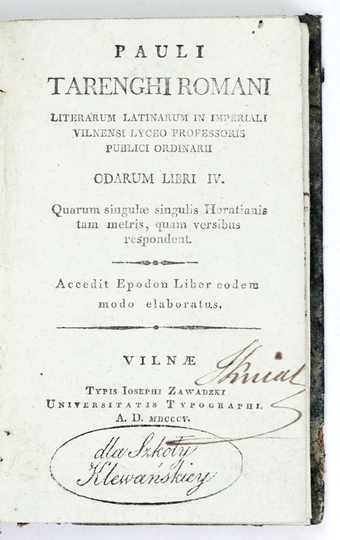 PAULI
TARENGHI ROMANI
LITERARUM LATINARUM IN IMPERIALI
VILNENSI LYCEO PROFESSORIS
PUBLICI ORDINARII
ODARUM LIBRI IV.
Quarum singulæ singulis Horatianis
tam metris, quam versibus
respondent.
Accedit Epodon Liber eodem
modo elaboratus.
VILNÆ
TYPIS IOSEPHI ZAWADZKI
UNIVERSITATIS TYPOGRAPHI.
A. D. MDCCCV.
dla Szkoły
Klewańskiey